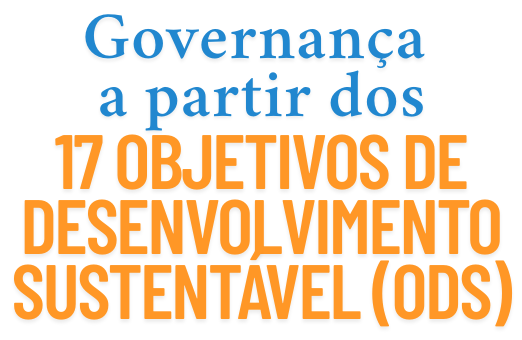 Governança
a partir dos
17 OBJETIVOS DE
DESENVOLVIMENTO
SUSTENTÁVEL (ODS)